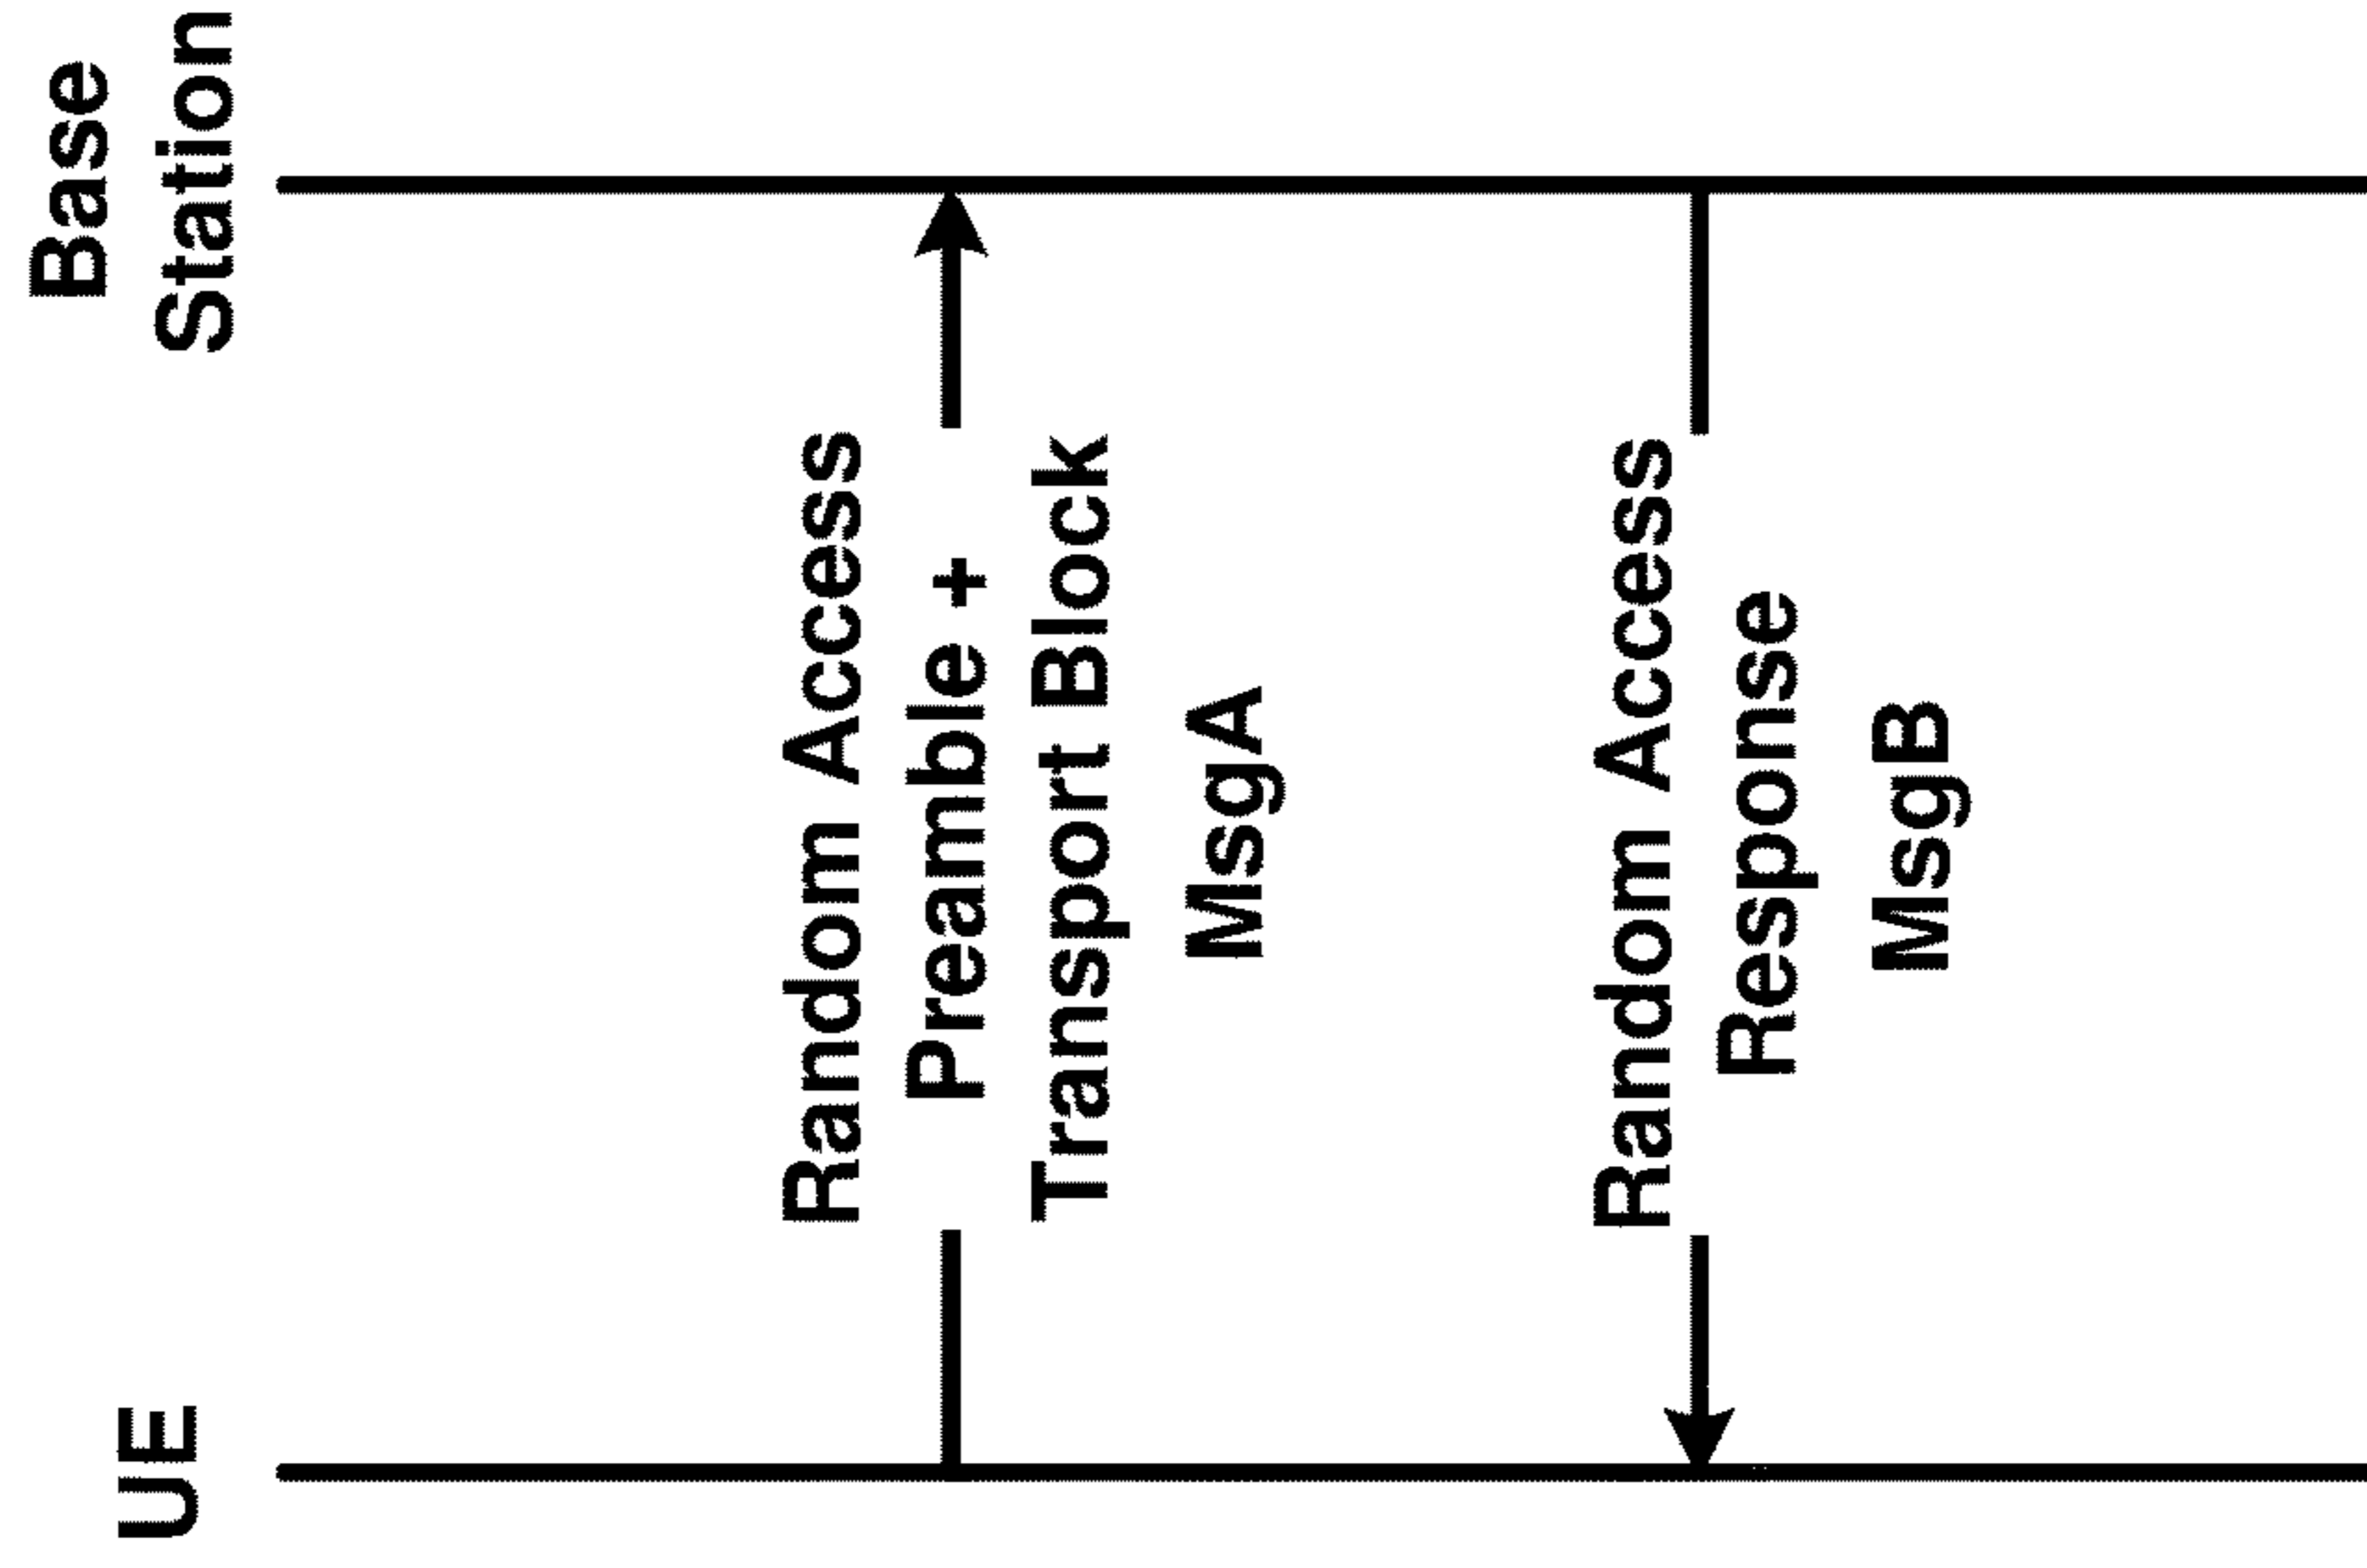 UE
Base
Station
Random Access
Preamble +
Transport Block
MsgA
Random Access
Response
MsgB